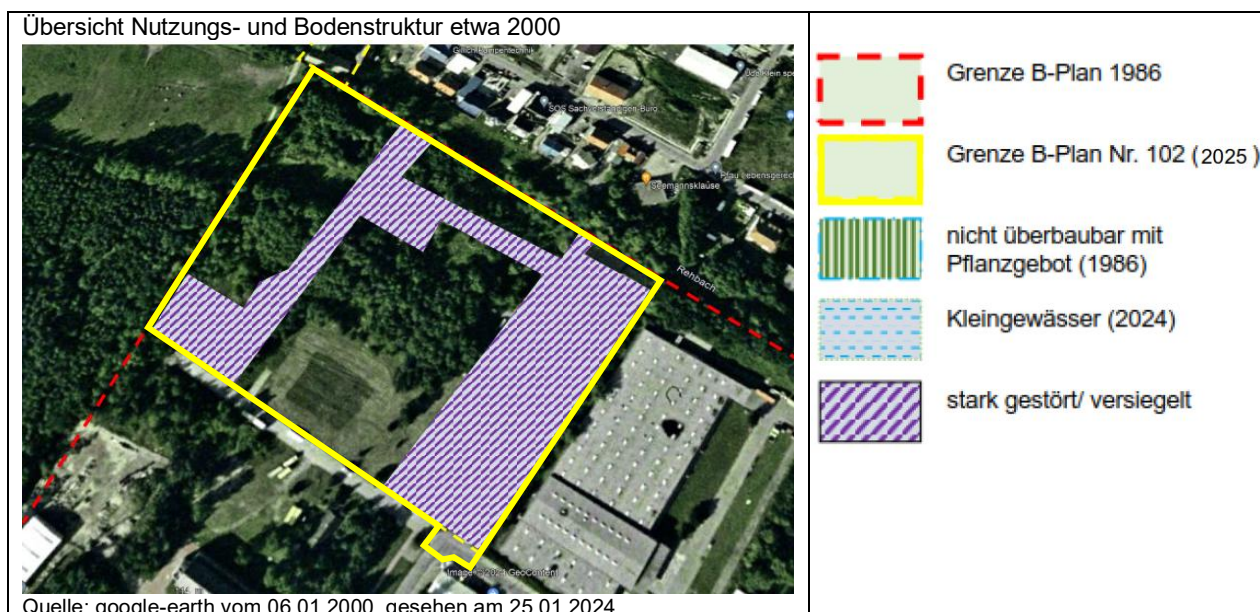 Übersicht Nutzungs- und Bodenstruktur etwa 2000
SOS Sachverständigen-Büro
Seemannsklause
Rehbach
Image © 2024 GeoContent
Quelle: google-earth vom 06.01.2000, gesehen am 25.01.2024
Grenze B-Plan 1986
Grenze B-Plan Nr. 102 (2025 )
nicht überbaubar mit
Pflanzgebot (1986)
Kleingewässer (2024)
stark gestört/ versiegelt